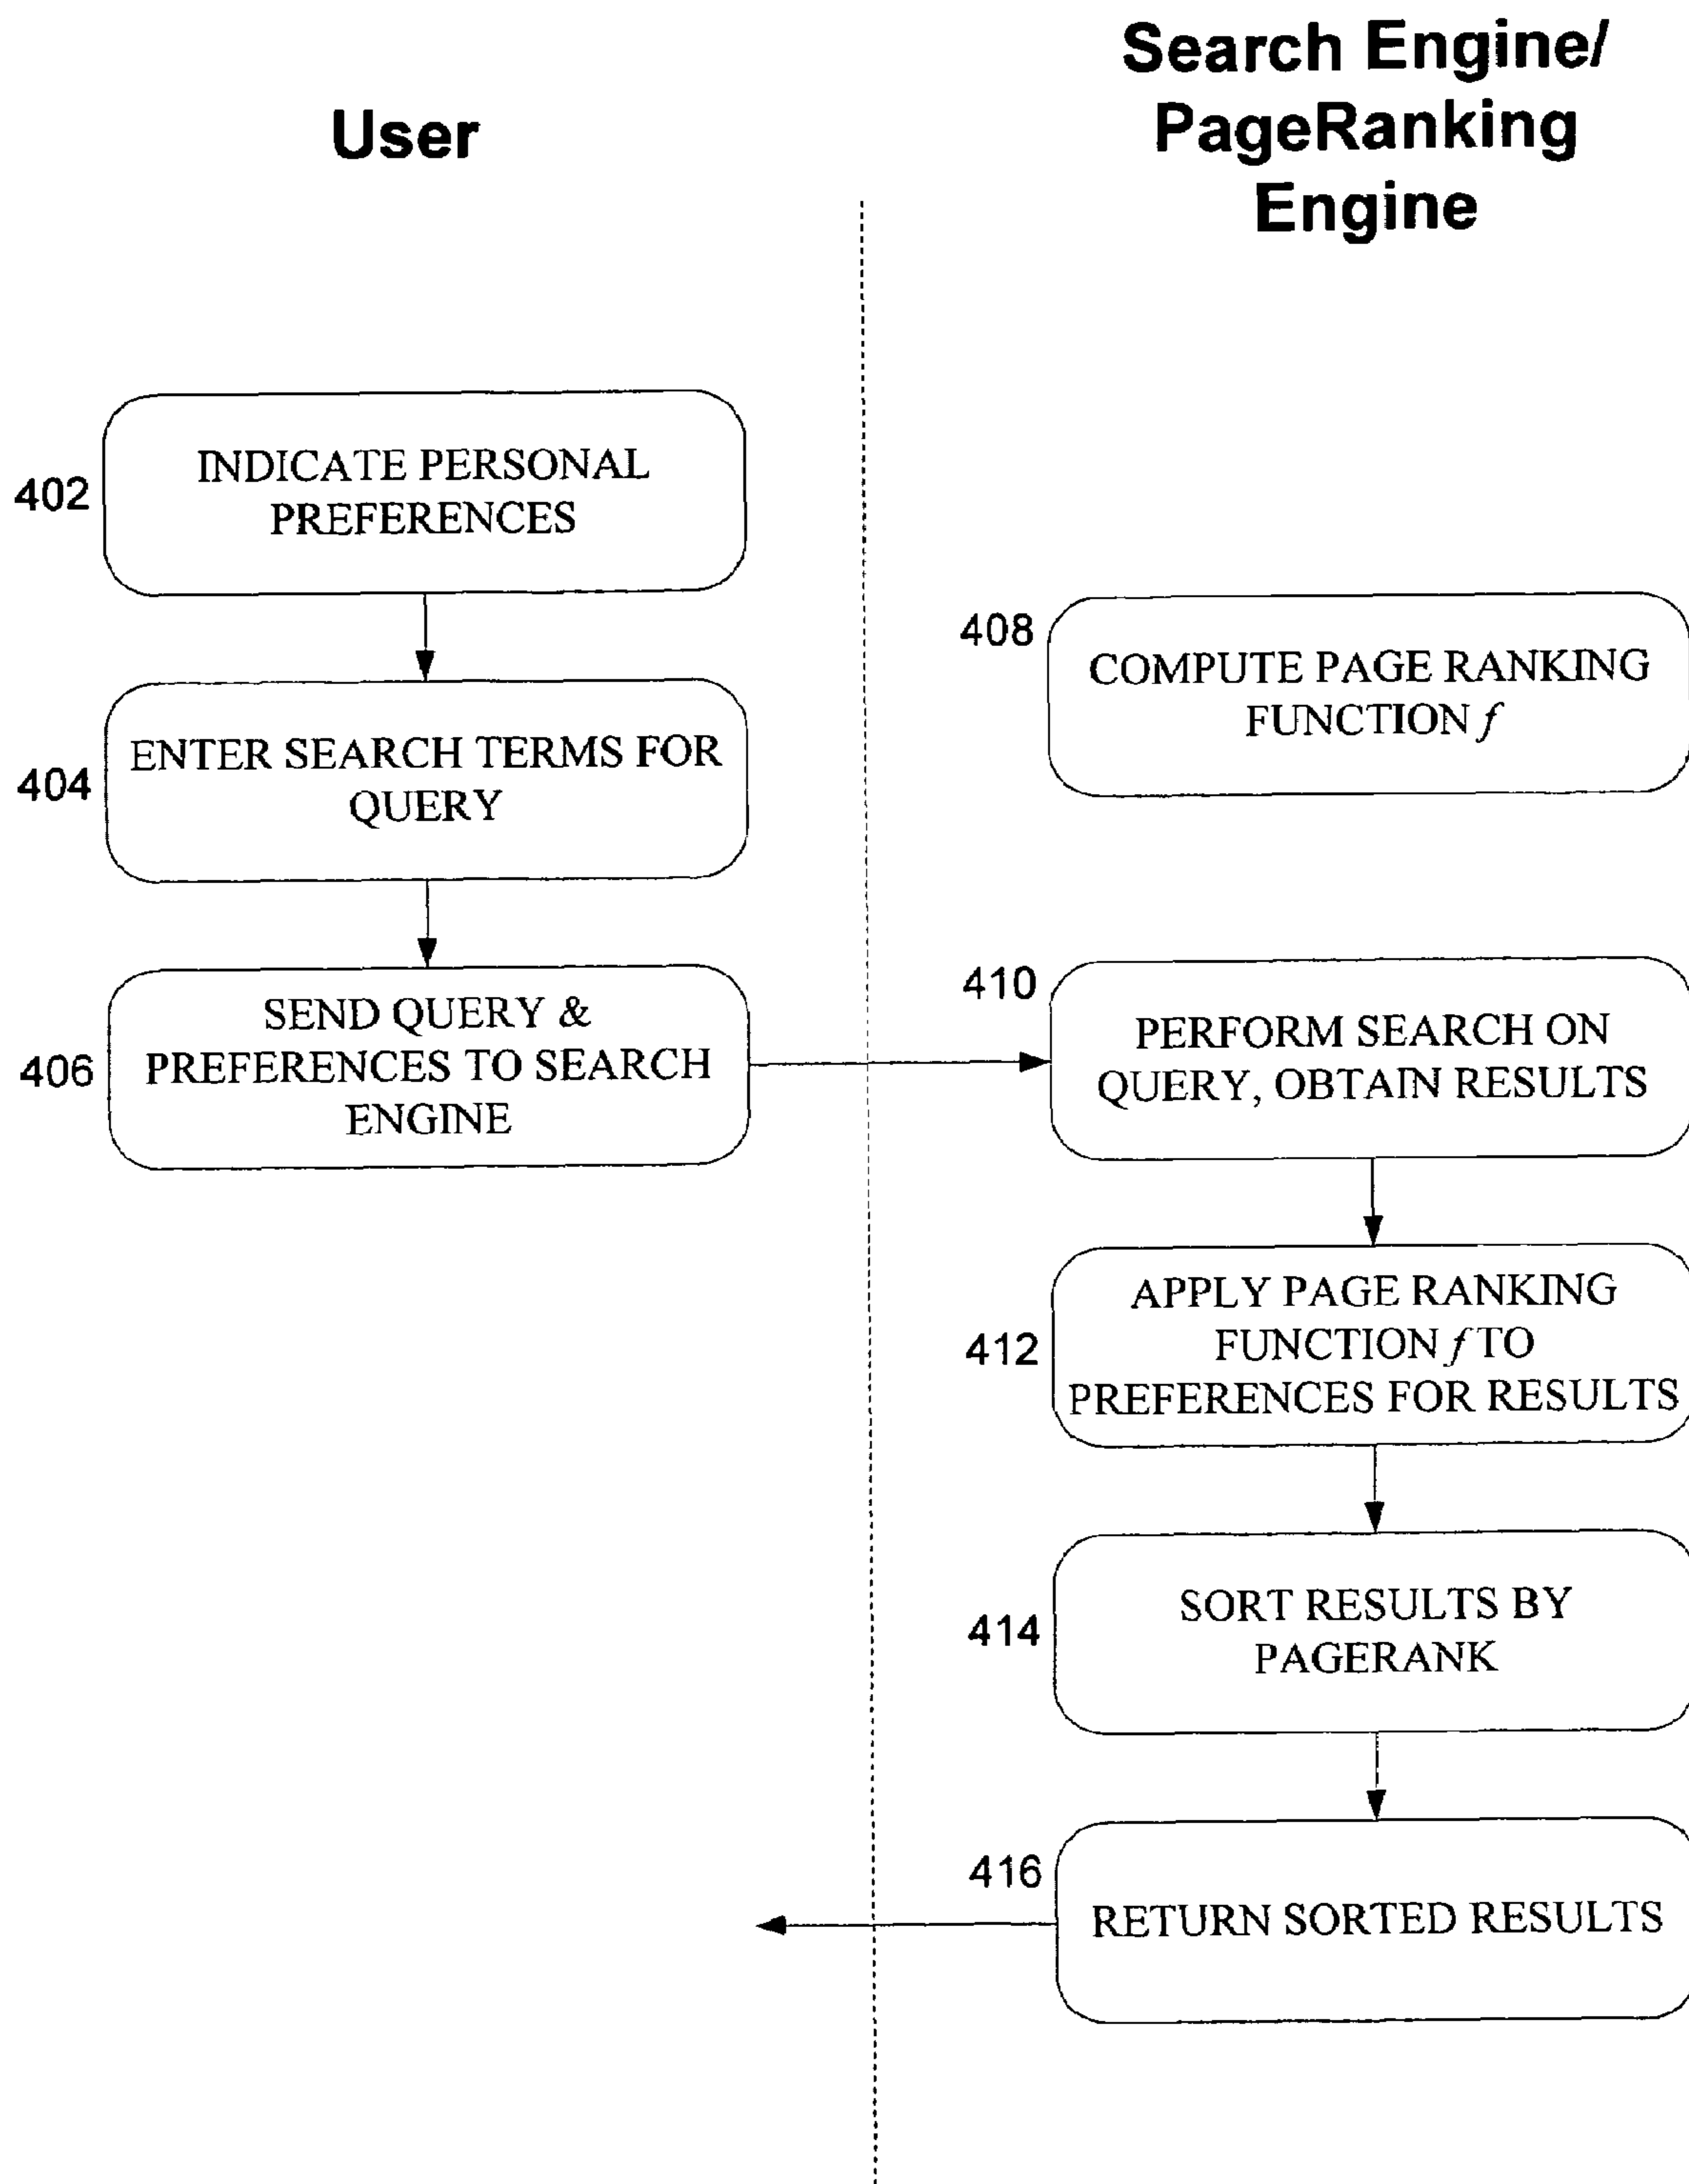 User
Search Engine/
PageRanking
Engine
402
INDICATE PERSONAL
PREFERENCES
404
ENTER SEARCH TERMS FOR
QUERY
406
SEND QUERY &
PREFERENCES TO SEARCH
ENGINE
408
COMPUTE PAGE RANKING
FUNCTION f
410
PERFORM SEARCH ON
QUERY, OBTAIN RESULTS
412
APPLY PAGE RANKING
FUNCTION f TO
PREFERENCES FOR RESULTS
414
SORT RESULTS BY
PAGERANK
416
RETURN SORTED RESULTS